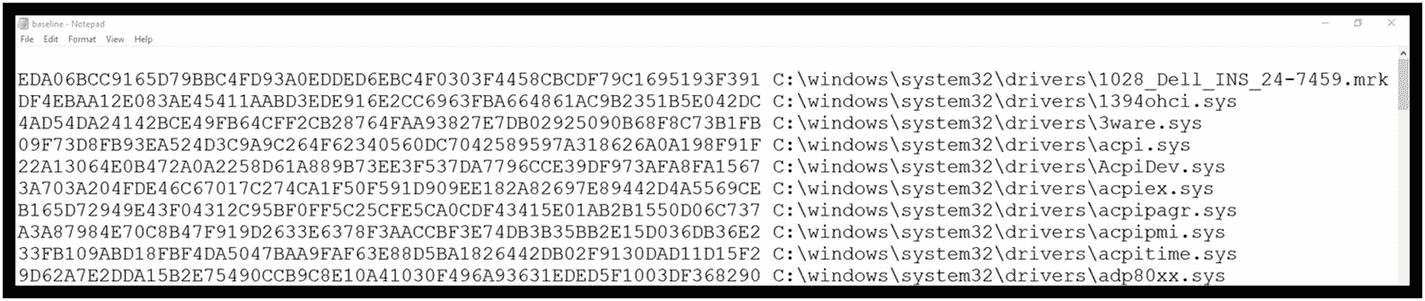 baseline - Notepad
File Edit Format View Help
EDA06BCC9165D79BBC4FD93A0EDDED6EBC4F0303F4458CBCDF79C1695193F391 C:\windows\system32\drivers\1028_Dell_INS_24-7459.mrk
DF4EBAA12E083AE45411AABD3EDE916E2CC6963FBA664861AC9B2351B5E042DC C:\windows\system32\drivers\1394ohci.sys
4AD54DA24142BCE49FB64CFF2CB28764FAA93827E7DB02925090B68F8C73B1FB C:\windows\system32\drivers\3ware.sys
09F73D8FB93EA524D3C9A9C264F62340560DC7042589597A318626A0A198F91F C:\windows\system32\drivers\acpi.sys
22A13064E0B472A0A2258D61A889B73EE3F537DA7796CCE39DF973AFA8FA1567 C:\windows\system32\drivers\AcpiDev.sys
3A703A204FDE46C67017C274CA1F50F591D909EE182A82697E89442D4A5569CE C:\windows\system32\drivers\acpiex.sys
B165D72949E43F04312C95BF0FF5C25CFE5CA0CDF43415E01AB2B1550D06C737 C:\windows\system32\drivers\acpipagr.sys
A3A87984E70C8B47F919D2633E6378F3AACCBF3E74DB3B35BB2E15D036DB36E2 C:\windows\system32\drivers\acpipmi.sys
33FB109ABD18FBF4DA5047BAA9FAF63E88D5BA1826442DB02F9130DAD11D15F2 C:\windows\system32\drivers\acpitime.sys
9D62A7E2DDA15B2E75490CCB9C8E10A41030F496A93631EDED5F1003DF368290 C:\windows\system32\drivers\adp80xx.sys